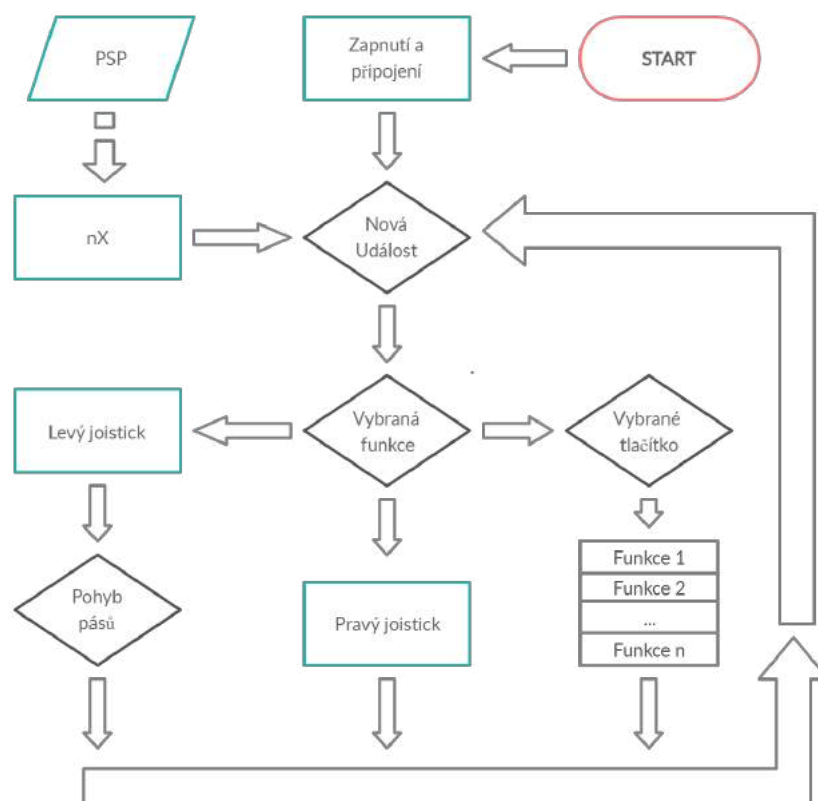 PSP
Zapnutí a
připojení
START
nX
Nová
Událost
Levý joistick
Vybraná
funkce
Vybrané
tlačítko
Pohyb
pásů
Pravý joistick
Funkce 1
Funkce 2
...
Funkce n